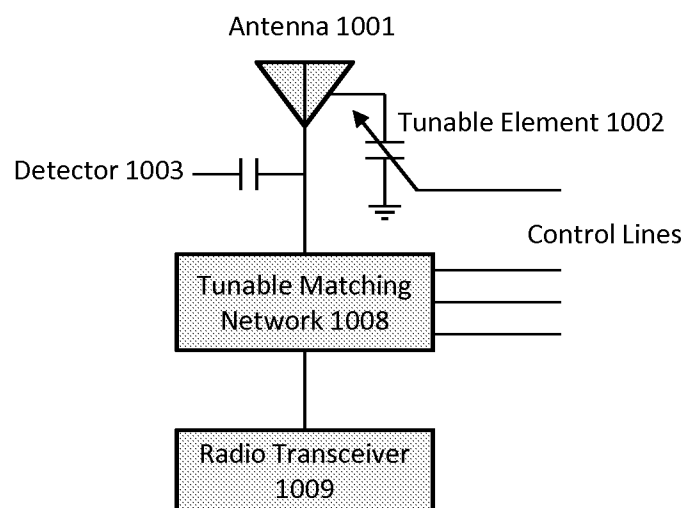 Antenna 1001
Tunable Element 1002
Detector 1003
Control Lines
Tunable Matching
Network 1008
Radio Transceiver
1009